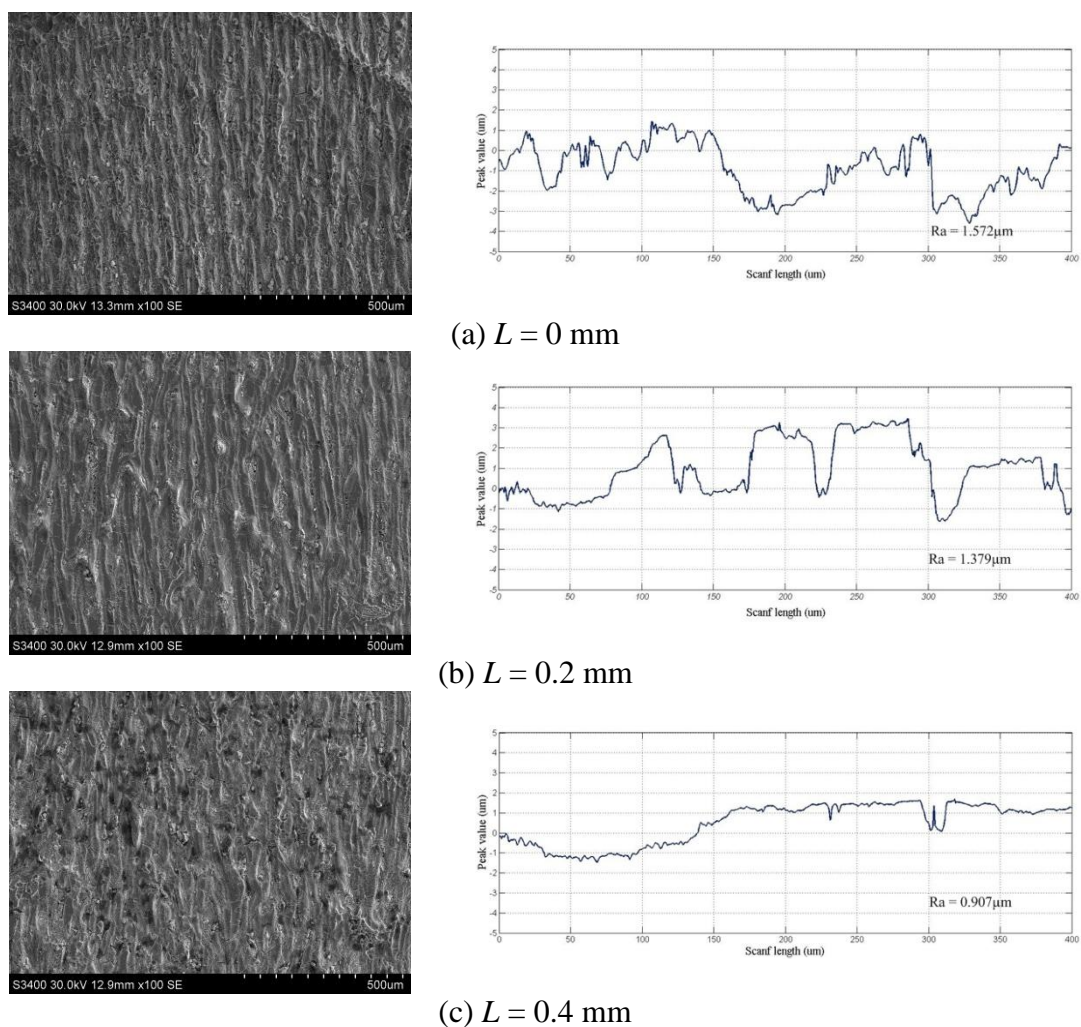 5
4
3
2
1
0
-1
-2
-3
-4
-5
Peak value (um)
Ra = 1.572μm
0 50 100 150 200 250 300 350 400
Scanf length (um)
S3400 30.0kV 13.3mm x100 SE 500um
(a) L = 0 mm
5
4
3
2
1
0
-1
-2
-3
-4
-5
Peak value (um)
Ra = 1.379μm
0 50 100 150 200 250 300 350 400
Scanf length (um)
S3400 30.0kV 12.9mm x100 SE 500um
(b) L = 0.2 mm
5
4
3
2
1
0
-1
-2
-3
-4
-5
Peak value (um)
Ra = 0.907μm
0 50 100 150 200 250 300 350 400
Scanf length (um)
S3400 30.0kV 12.9mm x100 SE 500um
(c) L = 0.4 mm